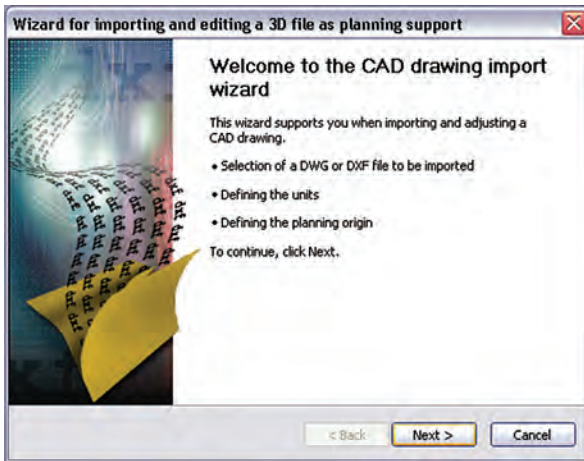 Wizard for importing and editing a 3D file as planning support
Welcome to the CAD drawing import
wizard
This wizard supports you when importing and adjusting a
CAD drawing.
• Selection of a DWG or DXF file to be imported
• Defining the units
• Defining the planning origin
To continue, click Next.
< Back
Next >
Cancel